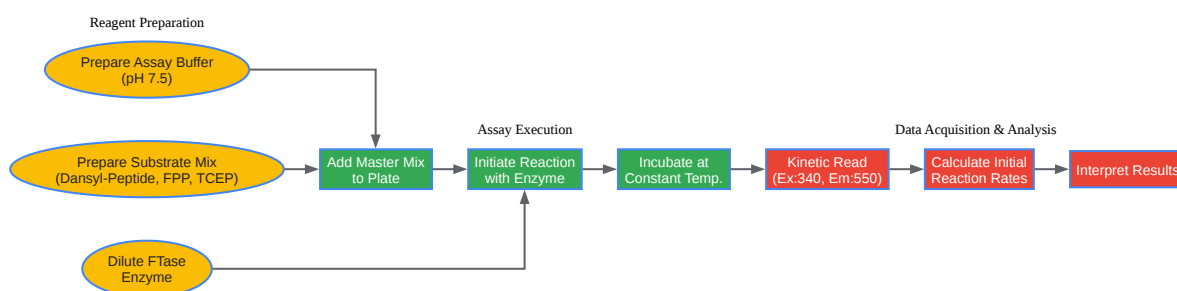 Reagent Preparation
Prepare Assay Buffer
(pH 7.5)
Prepare Substrate Mix
(Dansyl-Peptide, FPP, TCEP)
Dilute FTase
Enzyme
Add Master Mix
to Plate
Assay Execution
Initiate Reaction
with Enzyme
Incubate at
Constant Temp.
Data Acquisition & Analysis
Kinetic Read
(Ex:340, Em:550)
Calculate Initial
Reaction Rates
Interpret Results